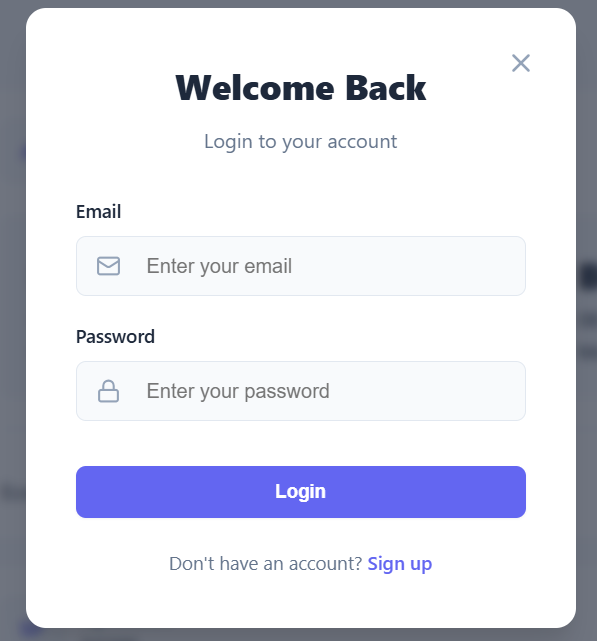 Welcome Back
Login to your account
Email
Enter your email
Password
Enter your password
Login
Don't have an account? Sign up